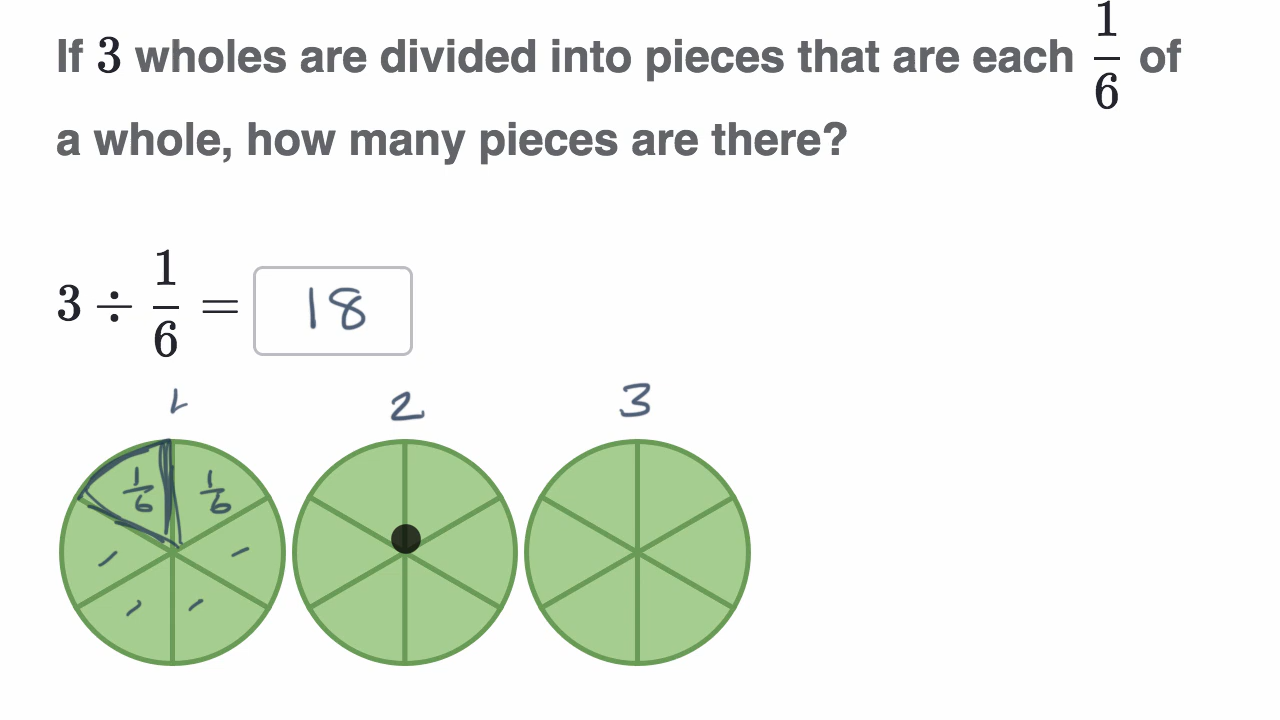 If 3 wholes are divided into pieces that are each 1/6 of
a whole, how many pieces are there?
3 ÷ 1/6 = 18
1 2 3
1/6 1/6